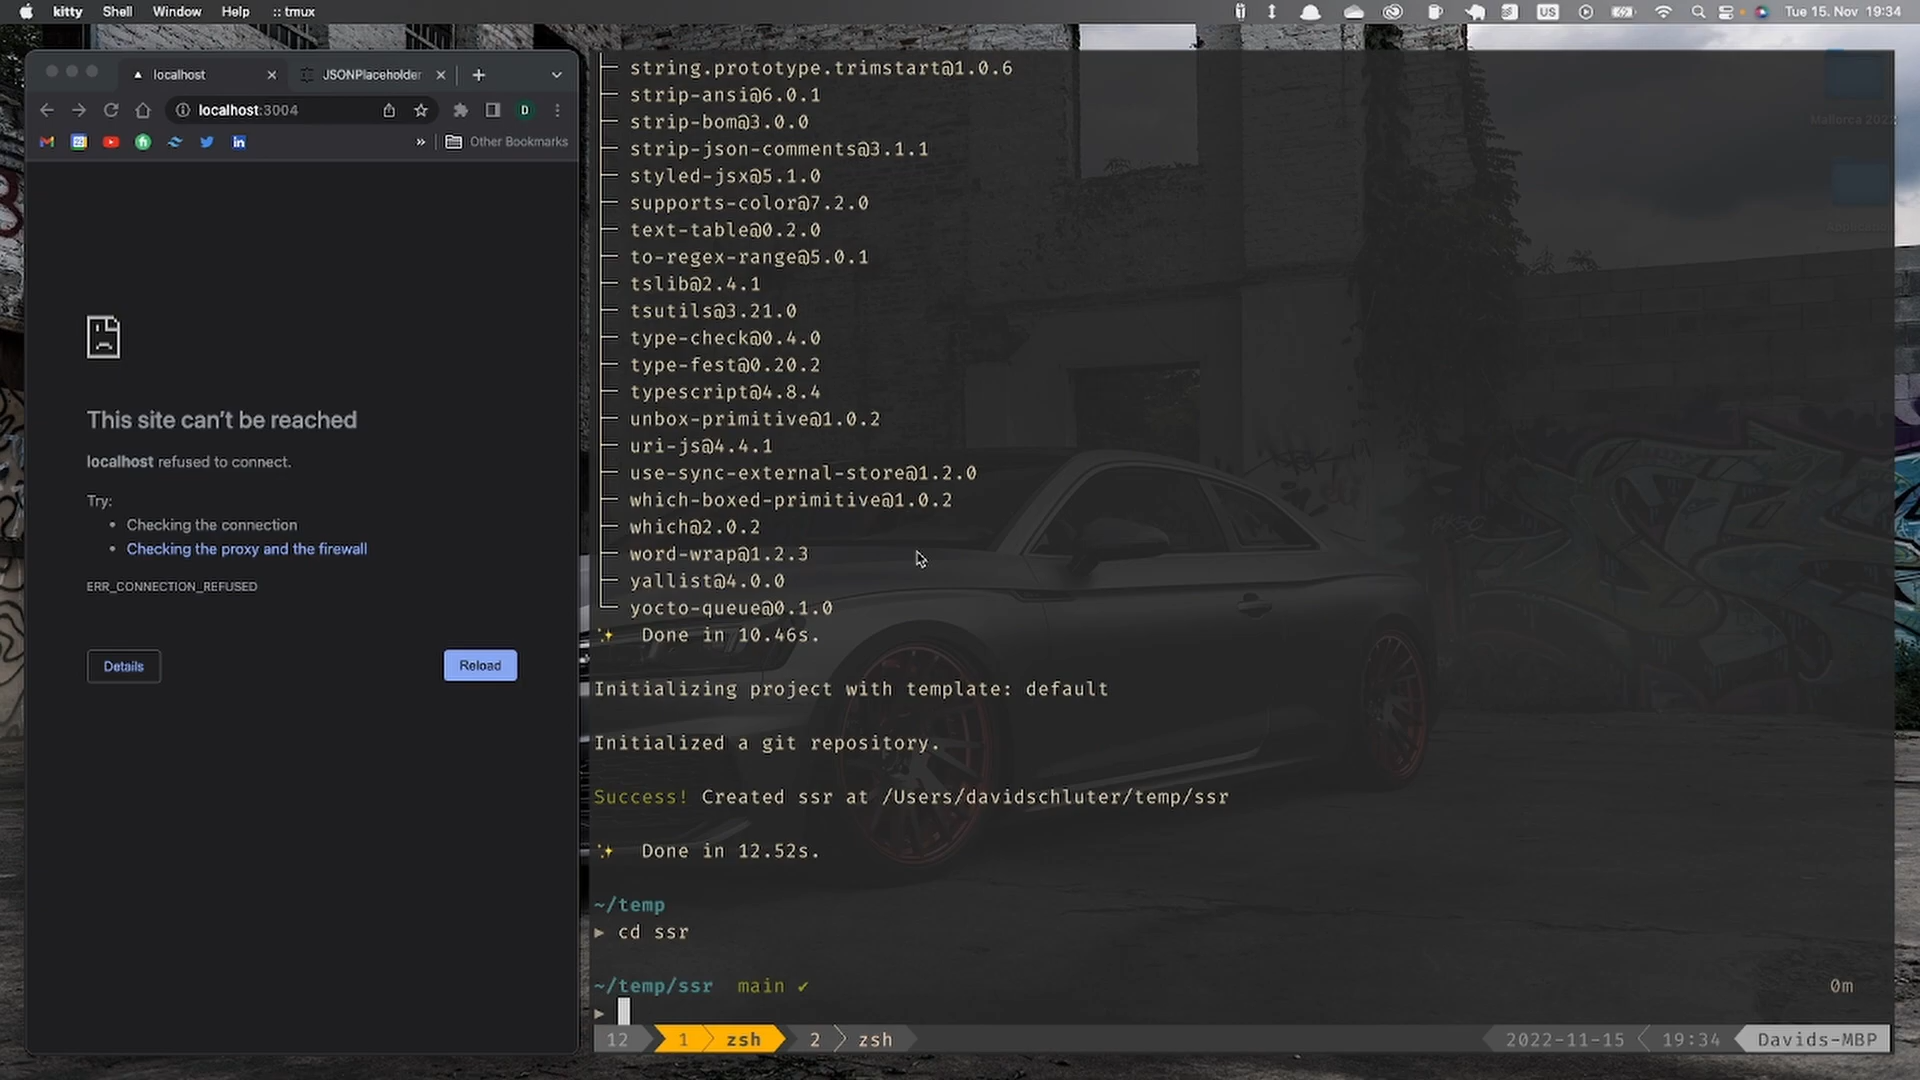 kitty Shell Window Help :: tmux
US Tue 15. Nov 19:34
localhost
JSONPlaceholder
localhost:3004
D
Other Bookmarks
This site can't be reached
localhost refused to connect.
Try:
• Checking the connection
• Checking the proxy and the firewall
ERR_CONNECTION_REFUSED
Details
Reload
string.prototype.trimstart@1.0.6
strip-ansi@6.0.1
strip-bom@3.0.0
strip-json-comments@3.1.1
styled-jsx@5.1.0
supports-color@7.2.0
text-table@0.2.0
to-regex-range@5.0.1
tslib@2.4.1
tsutils@3.21.0
type-check@0.4.0
type-fest@0.20.2
typescript@4.8.4
unbox-primitive@1.0.2
uri-js@4.4.1
use-sync-external-store@1.2.0
which-boxed-primitive@1.0.2
which@2.0.2
word-wrap@1.2.3
yallist@4.0.0
yocto-queue@0.1.0
✨ Done in 10.46s.
Initializing project with template: default
Initialized a git repository.
Success! Created ssr at /Users/davidschluter/temp/ssr
✨ Done in 12.52s.
~/temp
▶ cd ssr
~/temp/ssr main ✔ 0m
▶
12 1 zsh 2 zsh 2022-11-15 19:34 Davids-MBP
Mallorca 2022